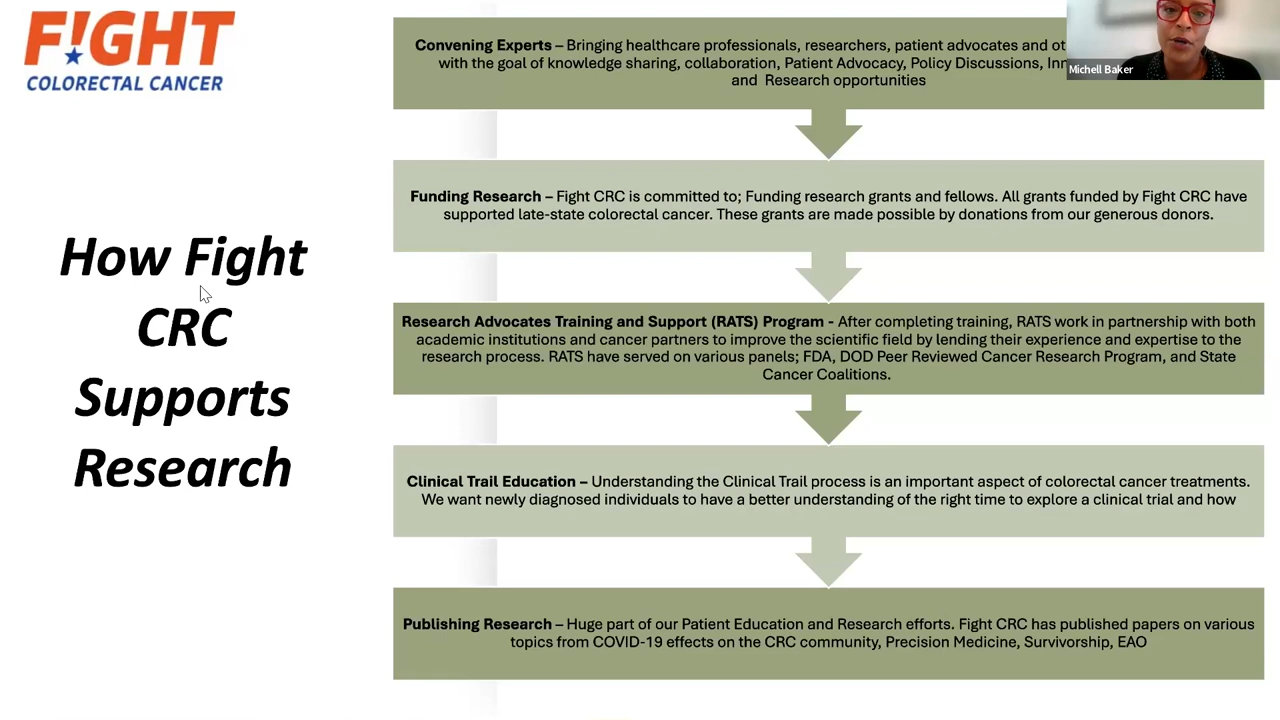 F!GHT
COLORECTAL CANCER
How Fight
CRC
Supports
Research
Convening Experts – Bringing healthcare professionals, researchers, patient advocates and
with the goal of knowledge sharing, collaboration, Patient Advocacy, Policy Discussions,
and Research opportunities
Michell Baker
Funding Research – Fight CRC is committed to; Funding research grants and fellows. All grants funded by Fight CRC have
supported late-state colorectal cancer. These grants are made possible by donations from our generous donors.
Research Advocates Training and Support (RATS) Program - After completing training, RATS work in partnership with both
academic institutions and cancer partners to improve the scientific field by lending their experience and expertise to the
research process. RATS have served on various panels; FDA, DOD Peer Reviewed Cancer Research Program, and State
Cancer Coalitions.
Clinical Trail Education – Understanding the Clinical Trail process is an important aspect of colorectal cancer treatments.
We want newly diagnosed individuals to have a better understanding of the right time to explore a clinical trial and how
Publishing Research – Huge part of our Patient Education and Research efforts. Fight CRC has published papers on various
topics from COVID-19 effects on the CRC community, Precision Medicine, Survivorship, EAO